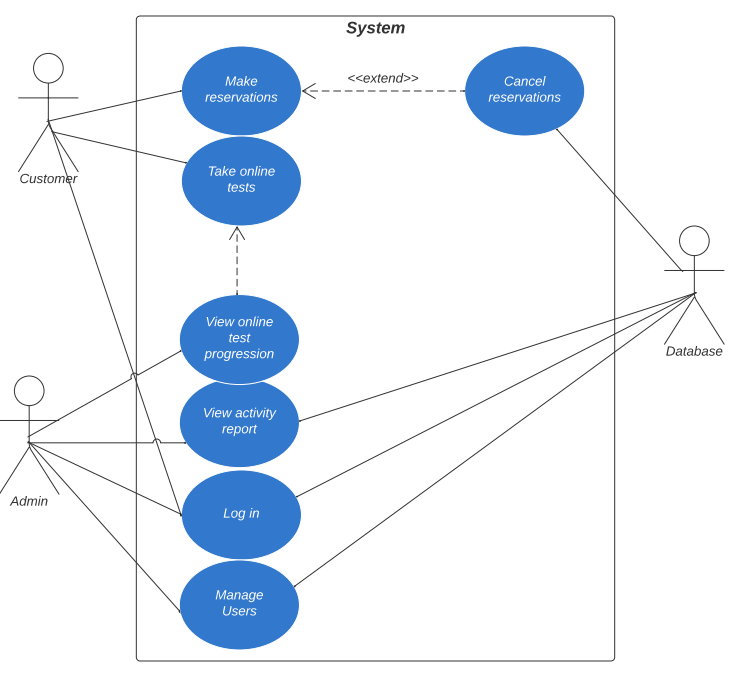 System
Make
reservations
<<extend>>
Cancel
reservations
Customer
Take online
tests
View online
test
progression
Database
View activity
report
Admin
Log in
Manage
Users